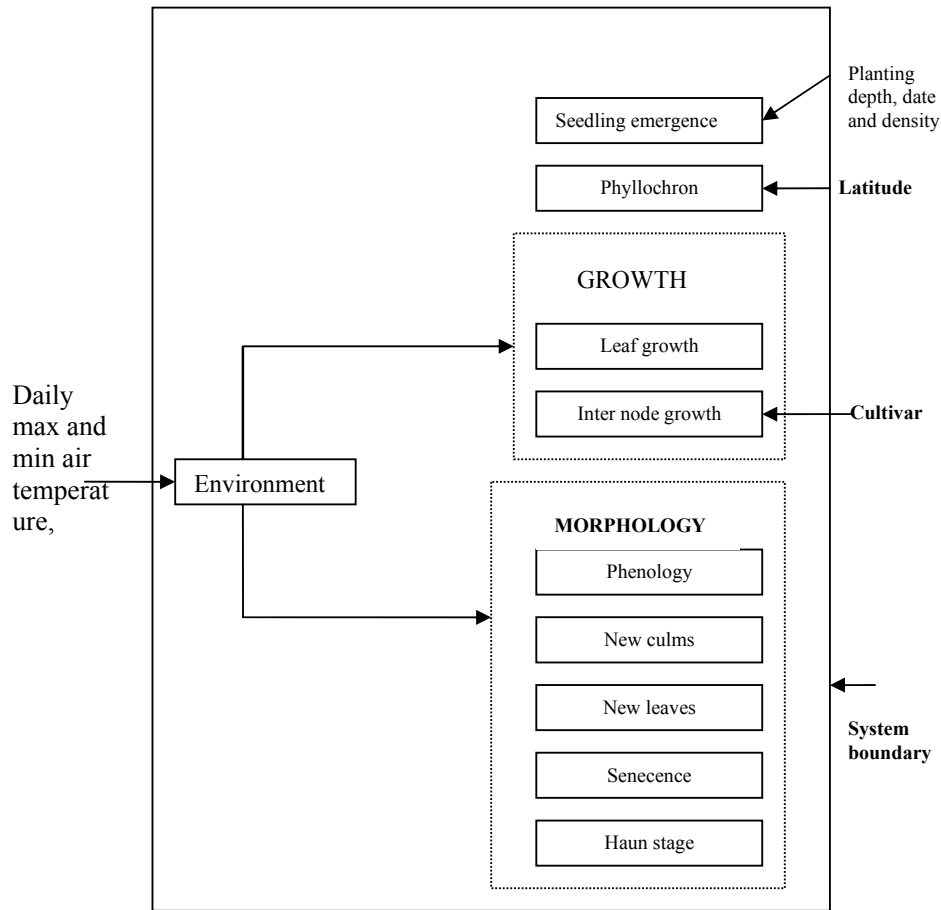 Planting
depth, date
and density
Seedling emergence
Phyllochron
Latitude
GROWTH
Leaf growth
Inter node growth
Cultivar
Daily
max and
min air
temperat
ure,
Environment
MORPHOLOGY
Phenology
New culms
New leaves
Senecence
Haun stage
System
boundary